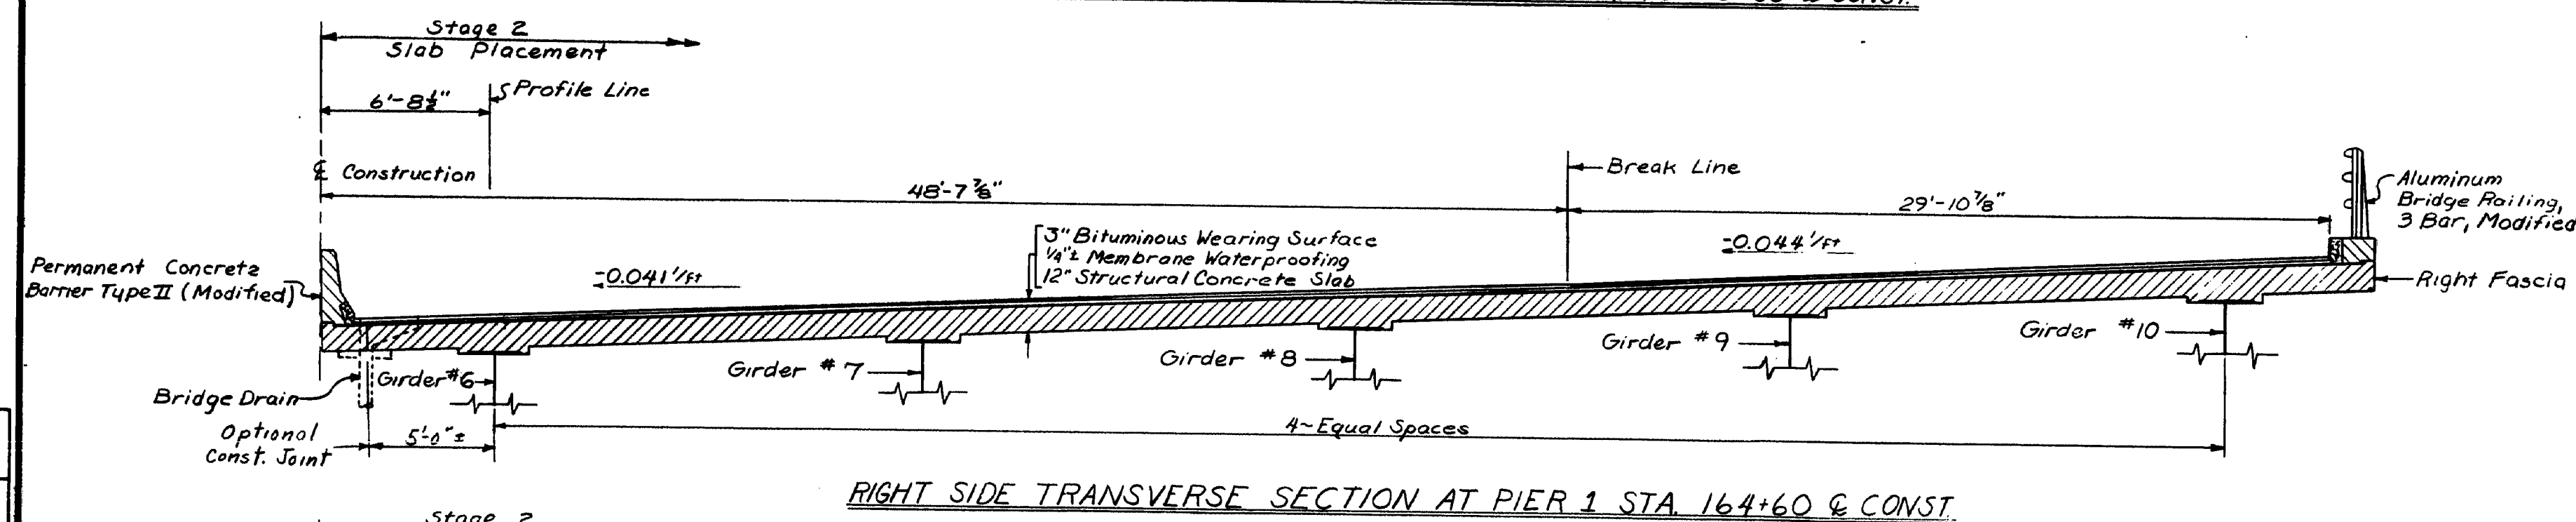 ℄ CONST.
Stage 2
Slab Placement
6'-8½"
Profile Line
℄ Construction
48'-7⅞"
Break Line
29'-10⅞"
Aluminum
Bridge Railing,
3 Bar, Modified
3" Bituminous Wearing Surface
¼"± Membrane Waterproofing
12" Structural Concrete Slab
-0.044'/ft
Permanent Concrete
Barrier Type II (Modified)
-0.041'/ft
Right Fascia
Girder #6
Girder #7
Girder #8
Girder #9
Girder #10
Bridge Drain
Optional
Const. Joint
5'-0"±
4~Equal Spaces
RIGHT SIDE TRANSVERSE SECTION AT PIER 1 STA. 164+60 ℄ CONST.
Stage 2